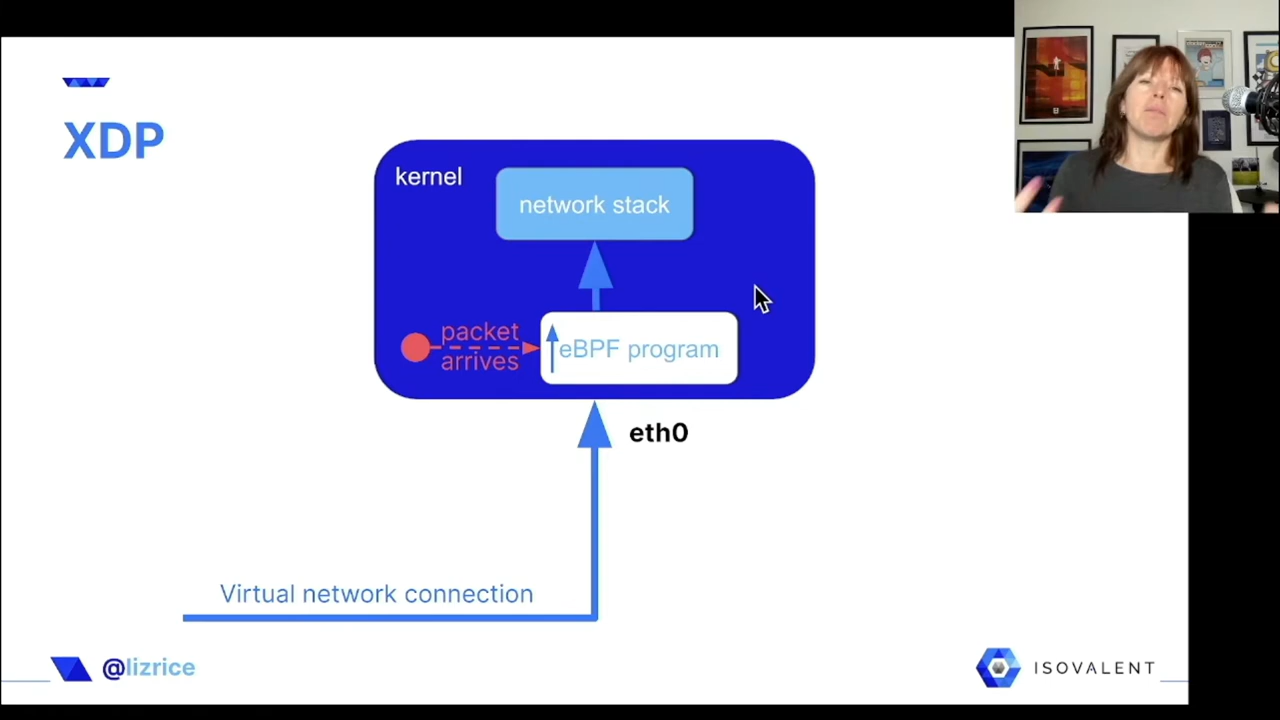 XDP
kernel
network stack
packet
arrives
eBPF program
eth0
Virtual network connection
@lizrice
ISOVALENT